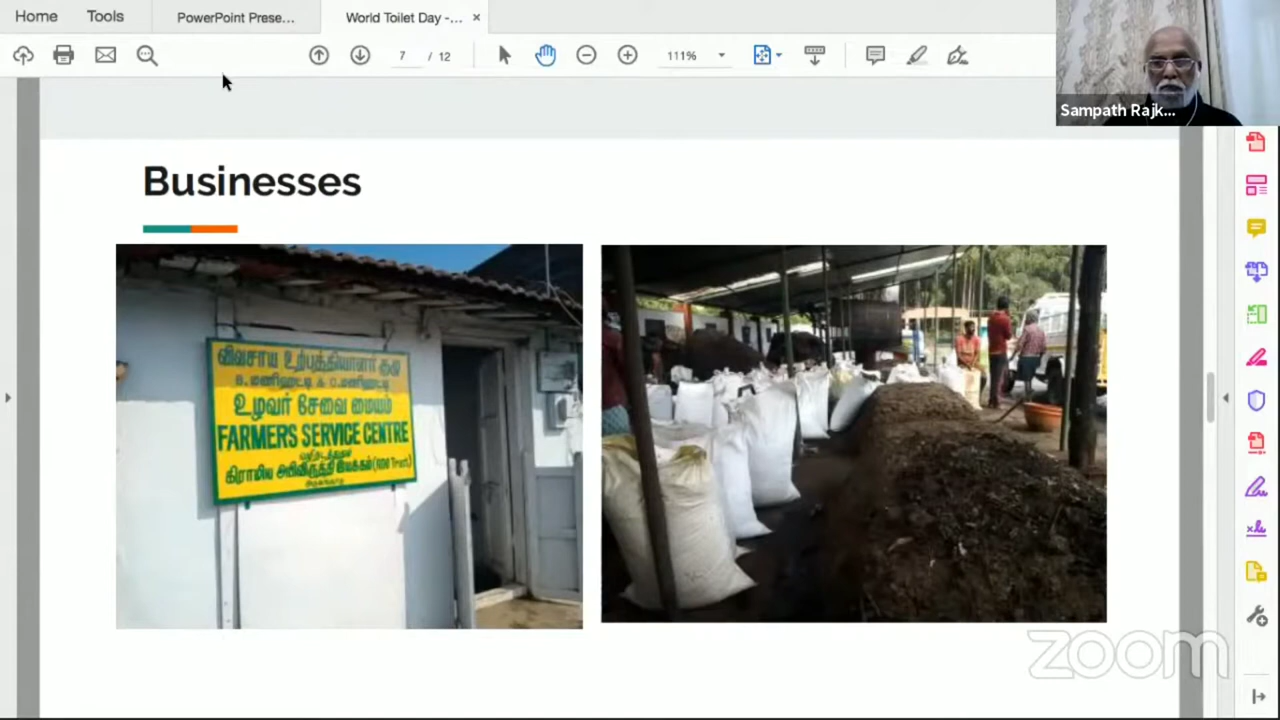 Home Tools PowerPoint Prese... World Toilet Day -... ×
7 / 12 111%
Sampath Rajk...
Businesses
விவசாய உற்பத்தியாளர் குழு
உழவர் சேவை மையம்
FARMERS SERVICE CENTRE
கிராமிய அபிவிருத்தி இயக்கம் (RDO Trust)
zoom